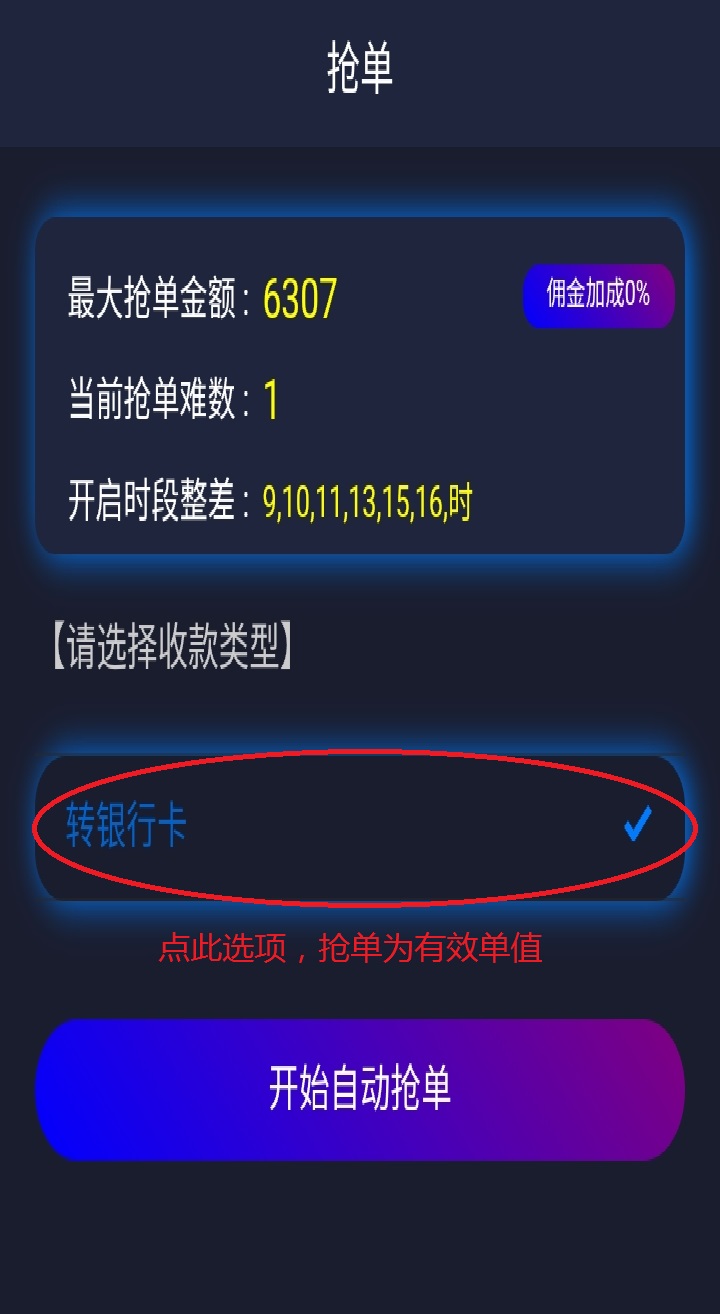 抢单
最大抢单金额：6307
佣金加成0%
当前抢单难数：1
开启时段整差：9,10,11,13,15,16,时
【请选择收款类型】
转银行卡
点此选项，抢单为有效单值
开始自动抢单